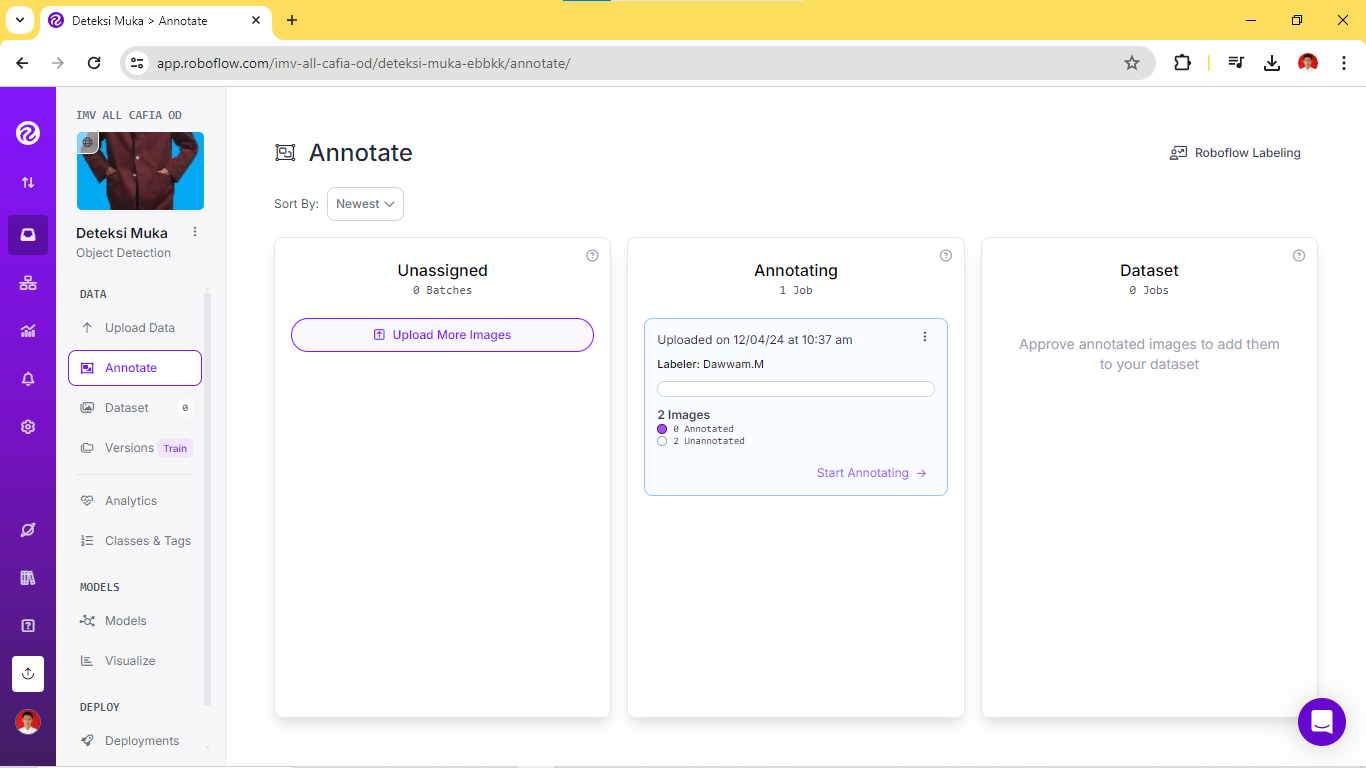 Deteksi Muka > Annotate
app.roboflow.com/imv-all-cafia-od/deteksi-muka-ebbkk/annotate/
IMV ALL CAFIA OD
Deteksi Muka
Object Detection
DATA
Upload Data
Annotate
Dataset 0
Versions Train
Analytics
Classes & Tags
MODELS
Models
Visualize
DEPLOY
Deployments
Annotate
Roboflow Labeling
Sort By: Newest
Unassigned
0 Batches
Upload More Images
Annotating
1 Job
Uploaded on 12/04/24 at 10:37 am
Labeler: Dawwam.M
2 Images
0 Annotated
2 Unannotated
Start Annotating
Dataset
0 Jobs
Approve annotated images to add them
to your dataset